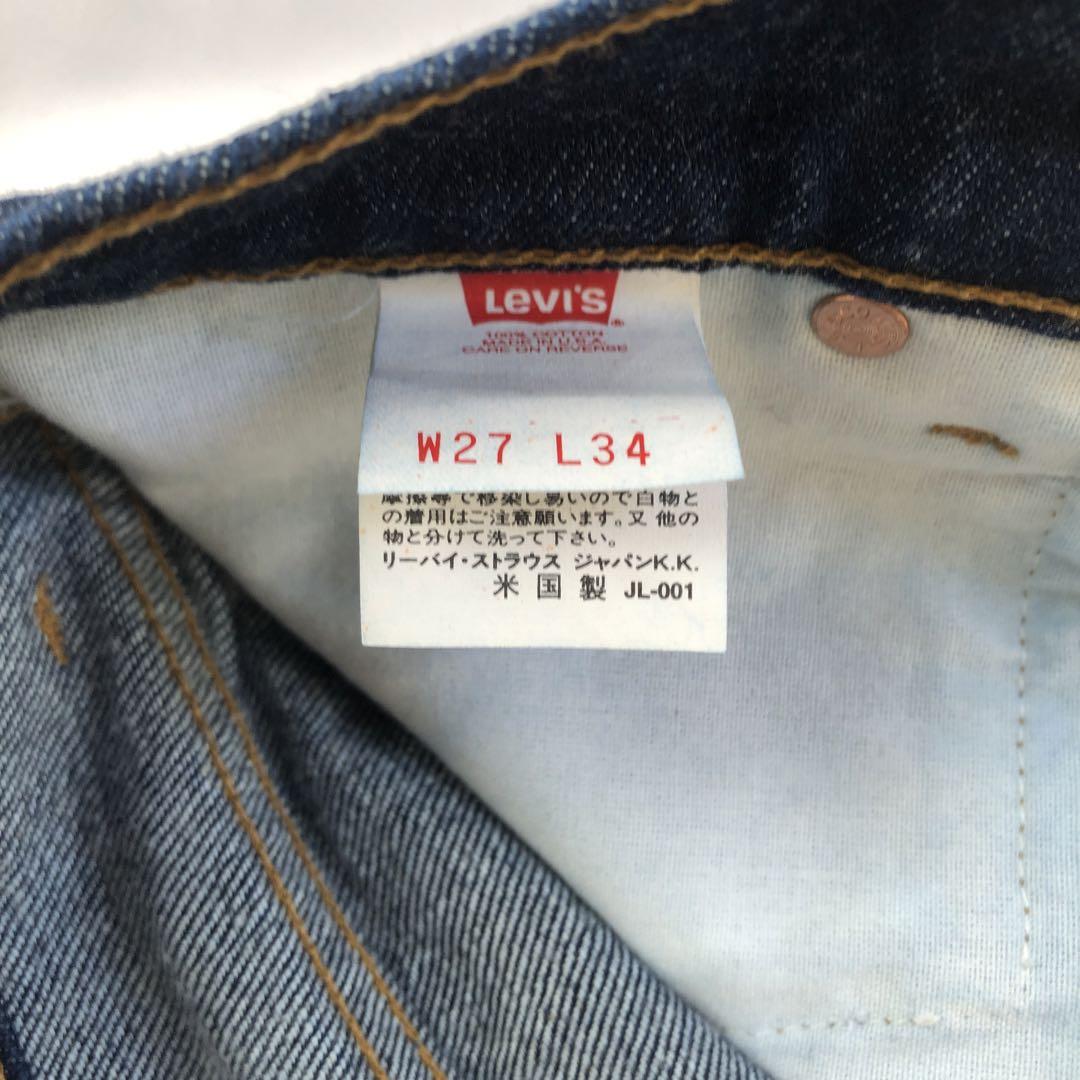 LEVI'S
100% COTTON
MADE IN U.S.A.
CARE ON REVERSE
W27 L34
摩擦等で移染し易いので白物と
の着用はご注意願います。又 他の
物と分けて洗って下さい。
リーバイ・ストラウス ジャパンK.K.
米国製 JL-001